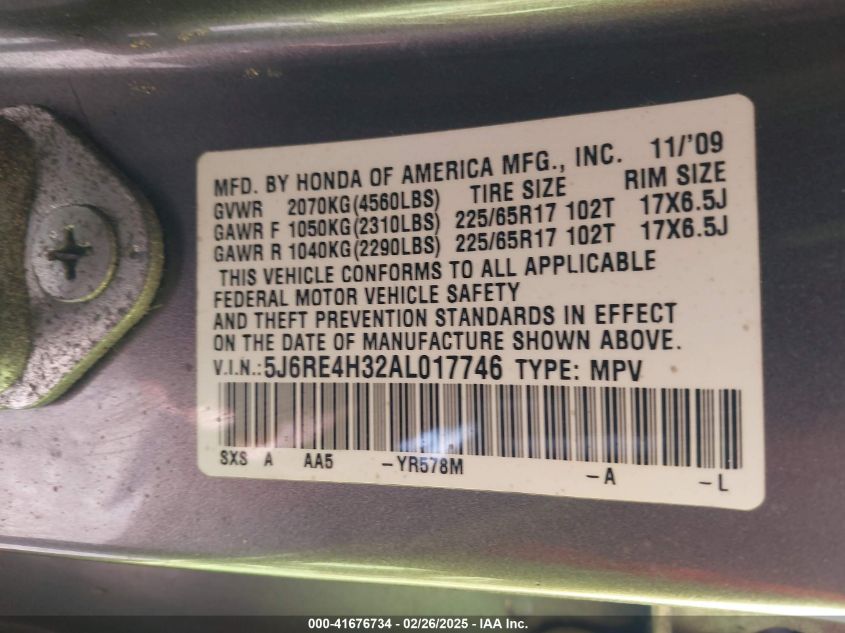 MFD. BY HONDA OF AMERICA MFG., INC. 11/'09
GVWR 2070KG(4560LBS) TIRE SIZE RIM SIZE
GAWR F 1050KG(2310LBS) 225/65R17 102T 17X6.5J
GAWR R 1040KG(2290LBS) 225/65R17 102T 17X6.5J
THIS VEHICLE CONFORMS TO ALL APPLICABLE
FEDERAL MOTOR VEHICLE SAFETY
AND THEFT PREVENTION STANDARDS IN EFFECT
ON THE DATE OF MANUFACTURE SHOWN ABOVE.
V.I.N.:5J6RE4H32AL017746 TYPE: MPV
SXS A AA5 -YR578M -A -L
000-41676734 - 02/26/2025 - IAA Inc.